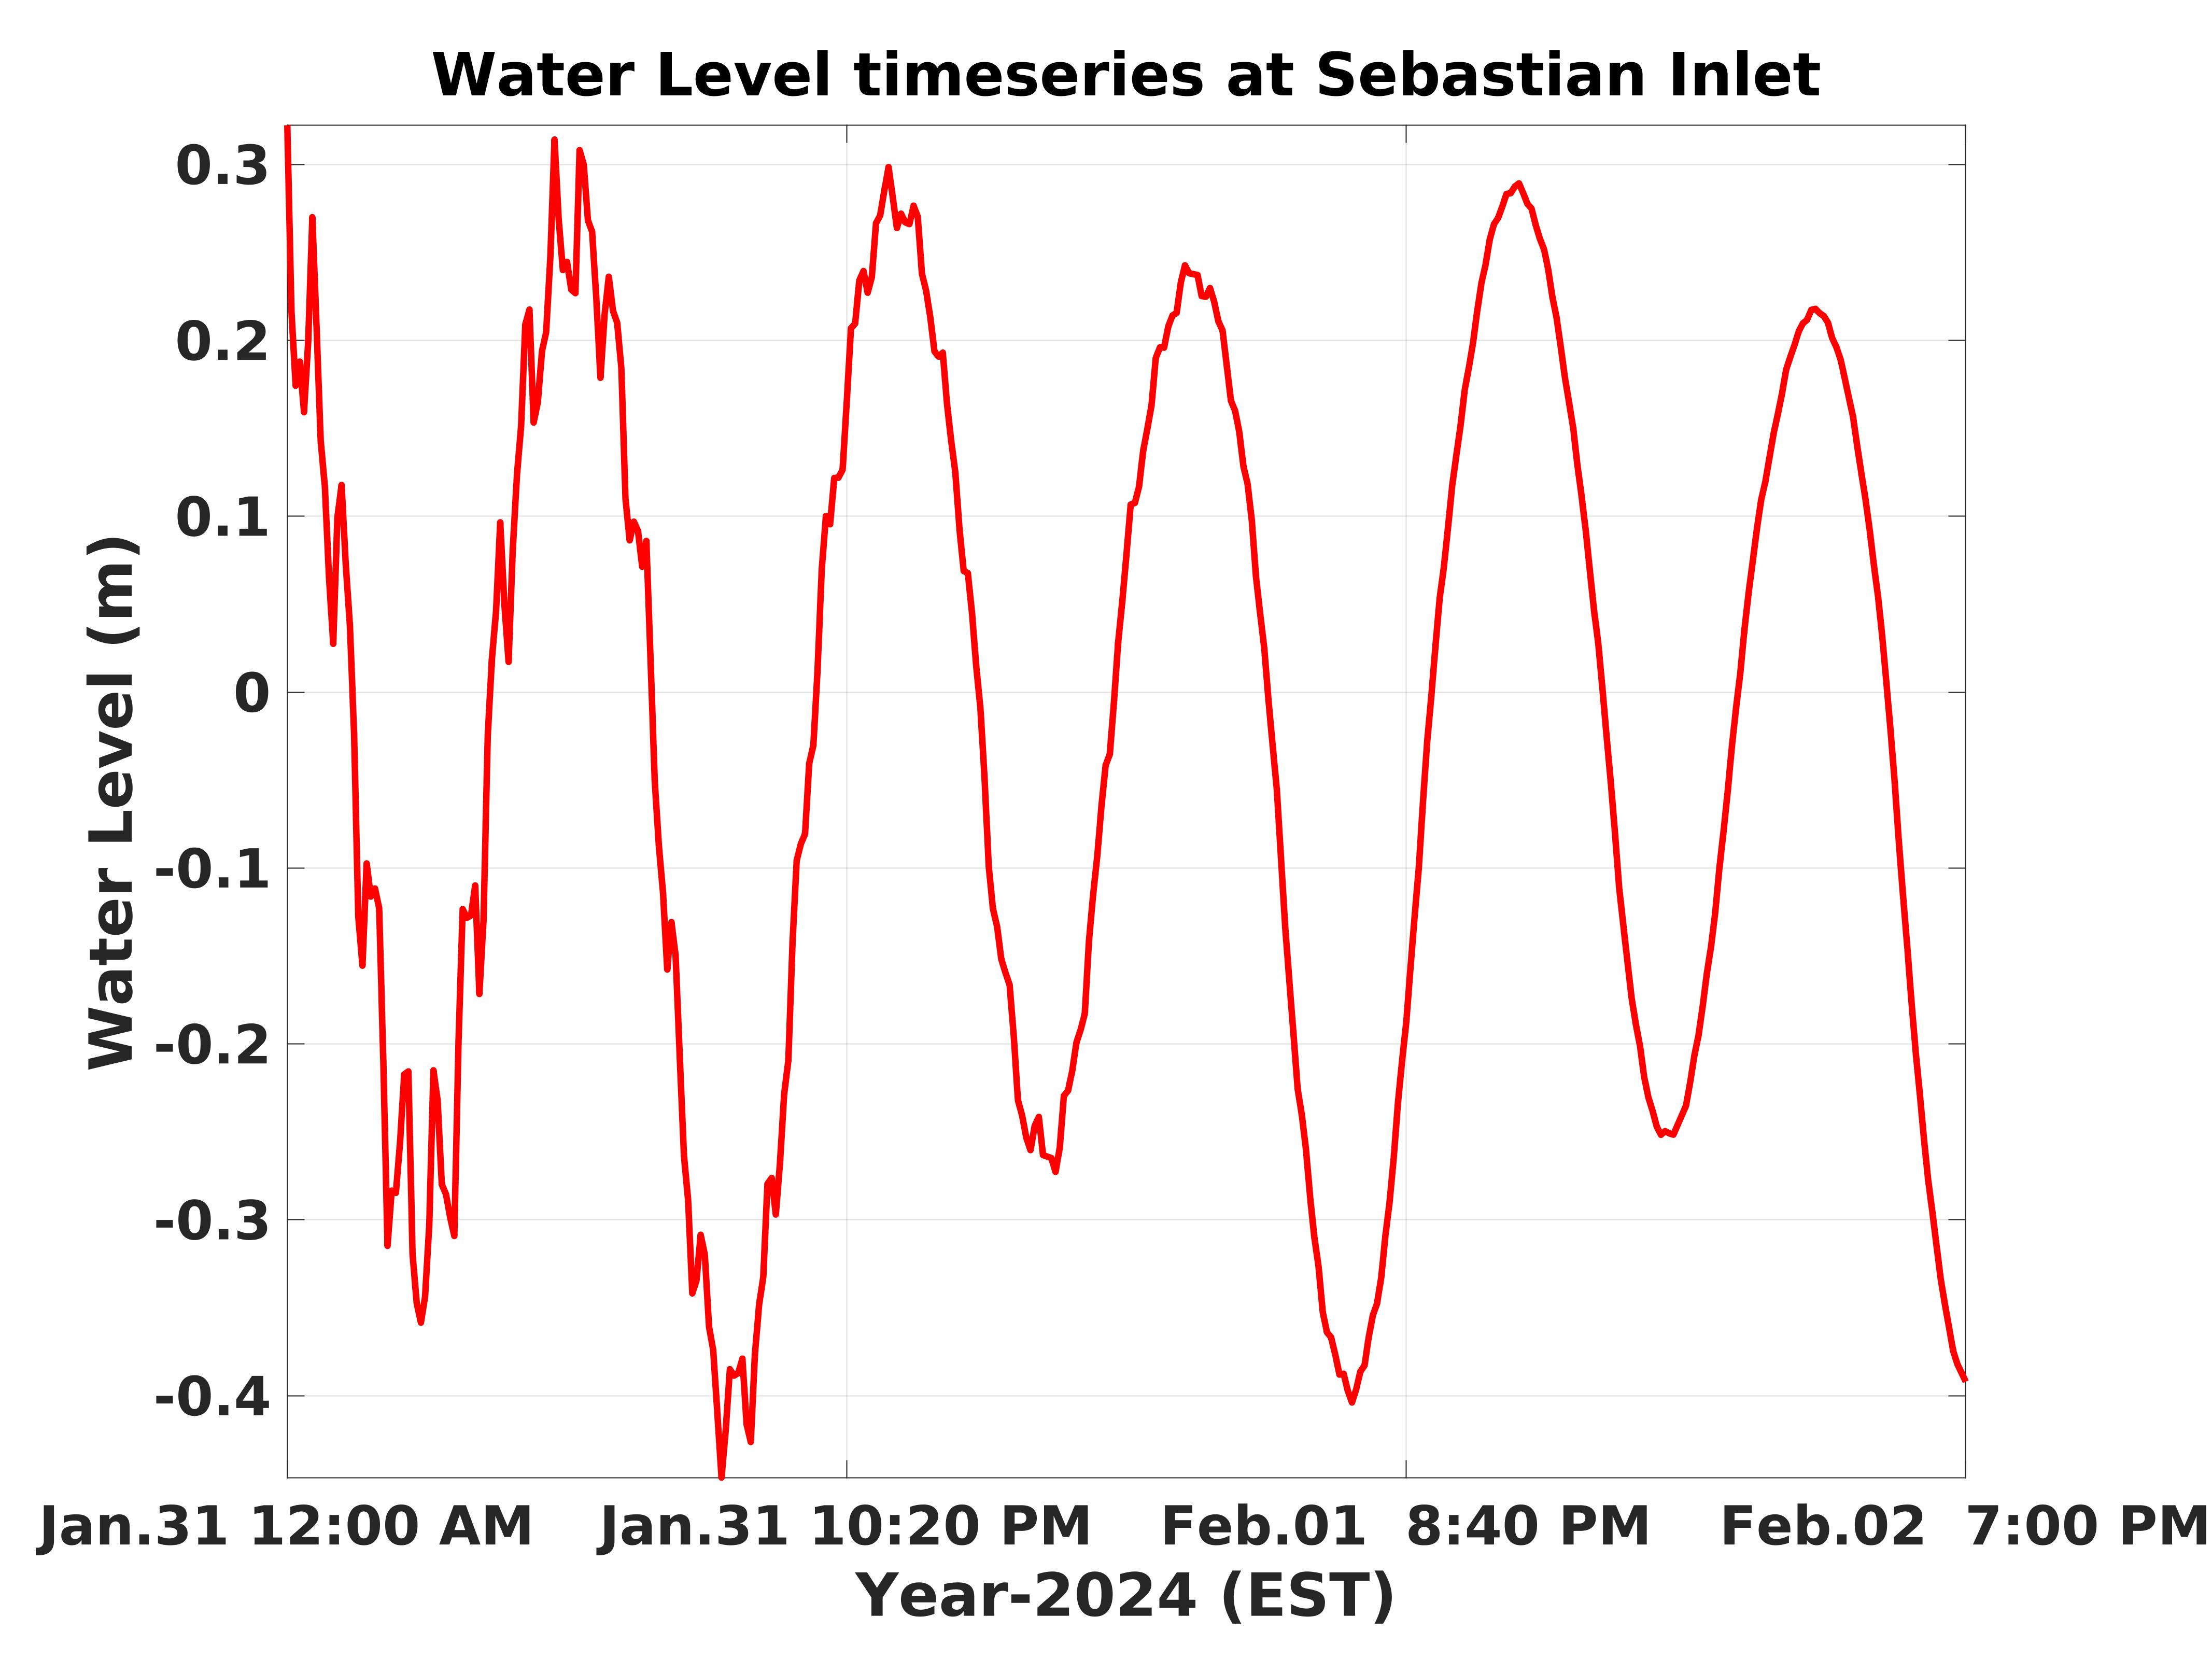 Water Level timeseries at Sebastian Inlet
Water Level (m)
0.3
0.2
0.1
0
-0.1
-0.2
-0.3
-0.4
Jan.31 12:00 AM
Jan.31 10:20 PM
Feb.01 8:40 PM
Feb.02 7:00 PM
Year-2024 (EST)